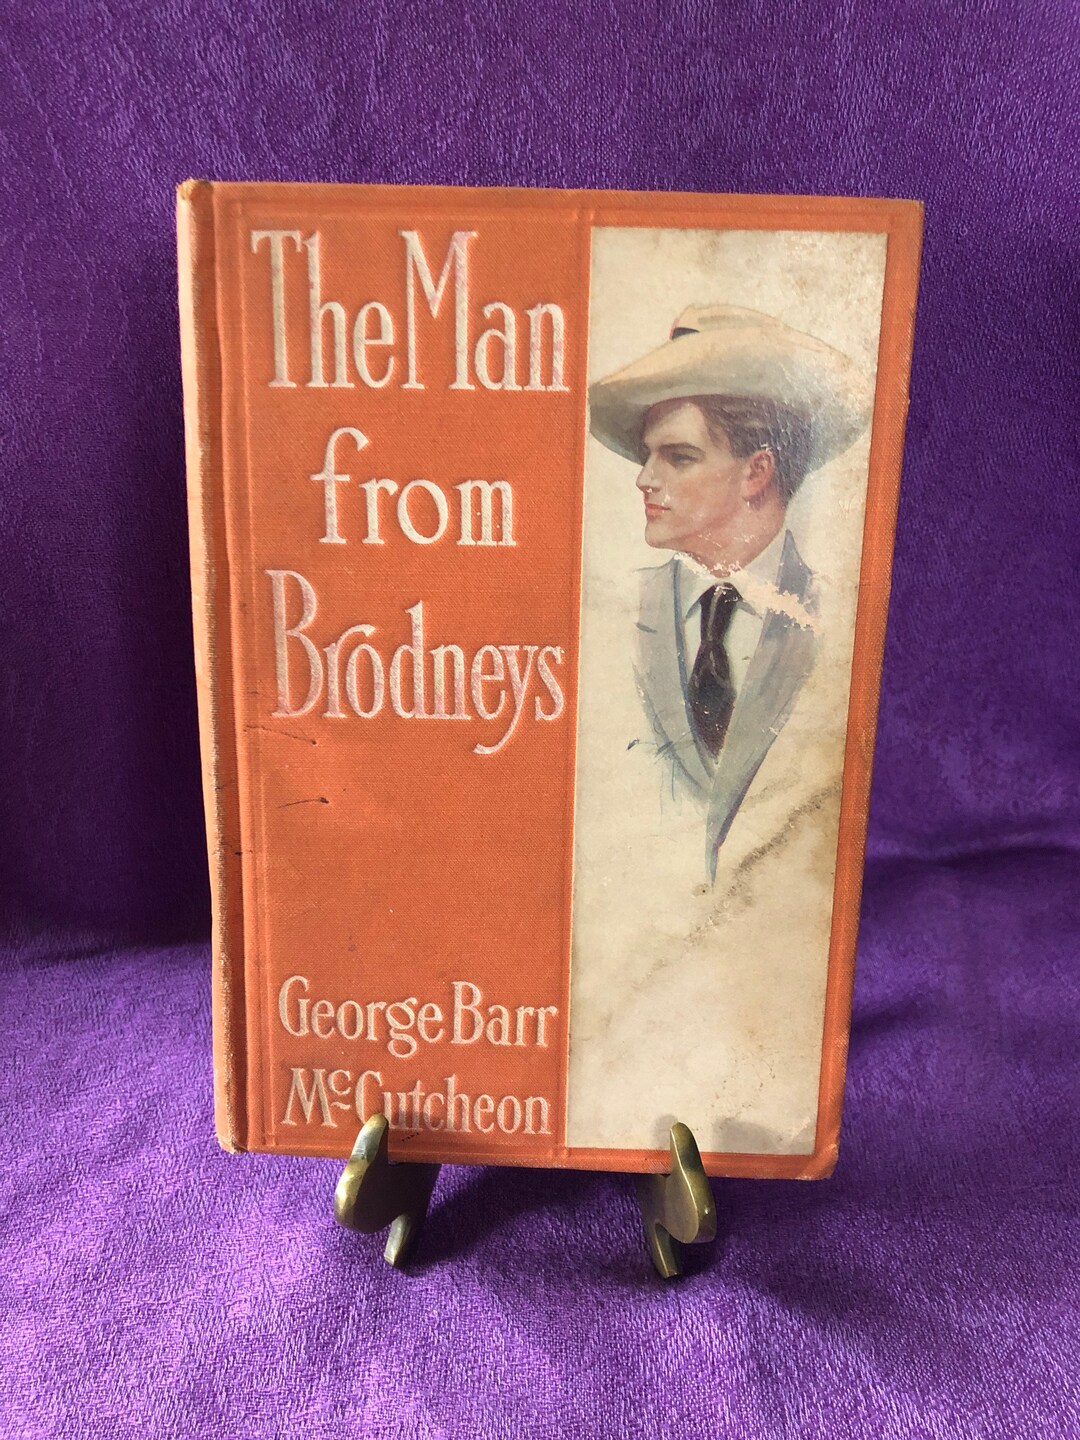 The Man
from
Brodneys
George Barr
McCutcheon